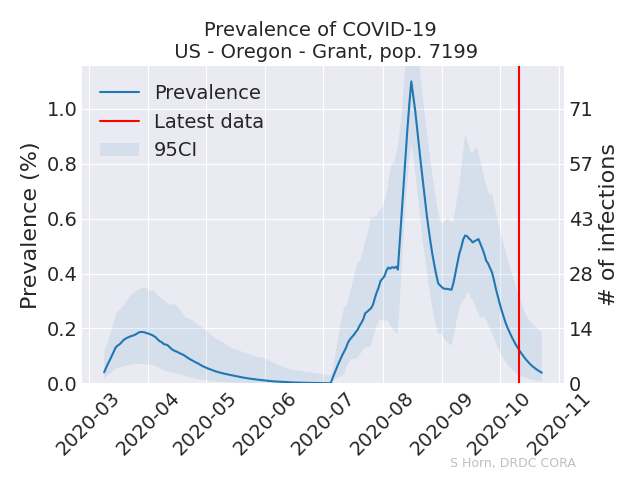 Prevalence of COVID-19
US - Oregon - Grant, pop. 7199
Prevalence
Latest data
95CI
Prevalence (%)
1.0
0.8
0.6
0.4
0.2
0.0
71
57
43
28
14
0
# of infections
2020-03
2020-04
2020-05
2020-06
2020-07
2020-08
2020-09
2020-10
2020-11
S Horn, DRDC CORA